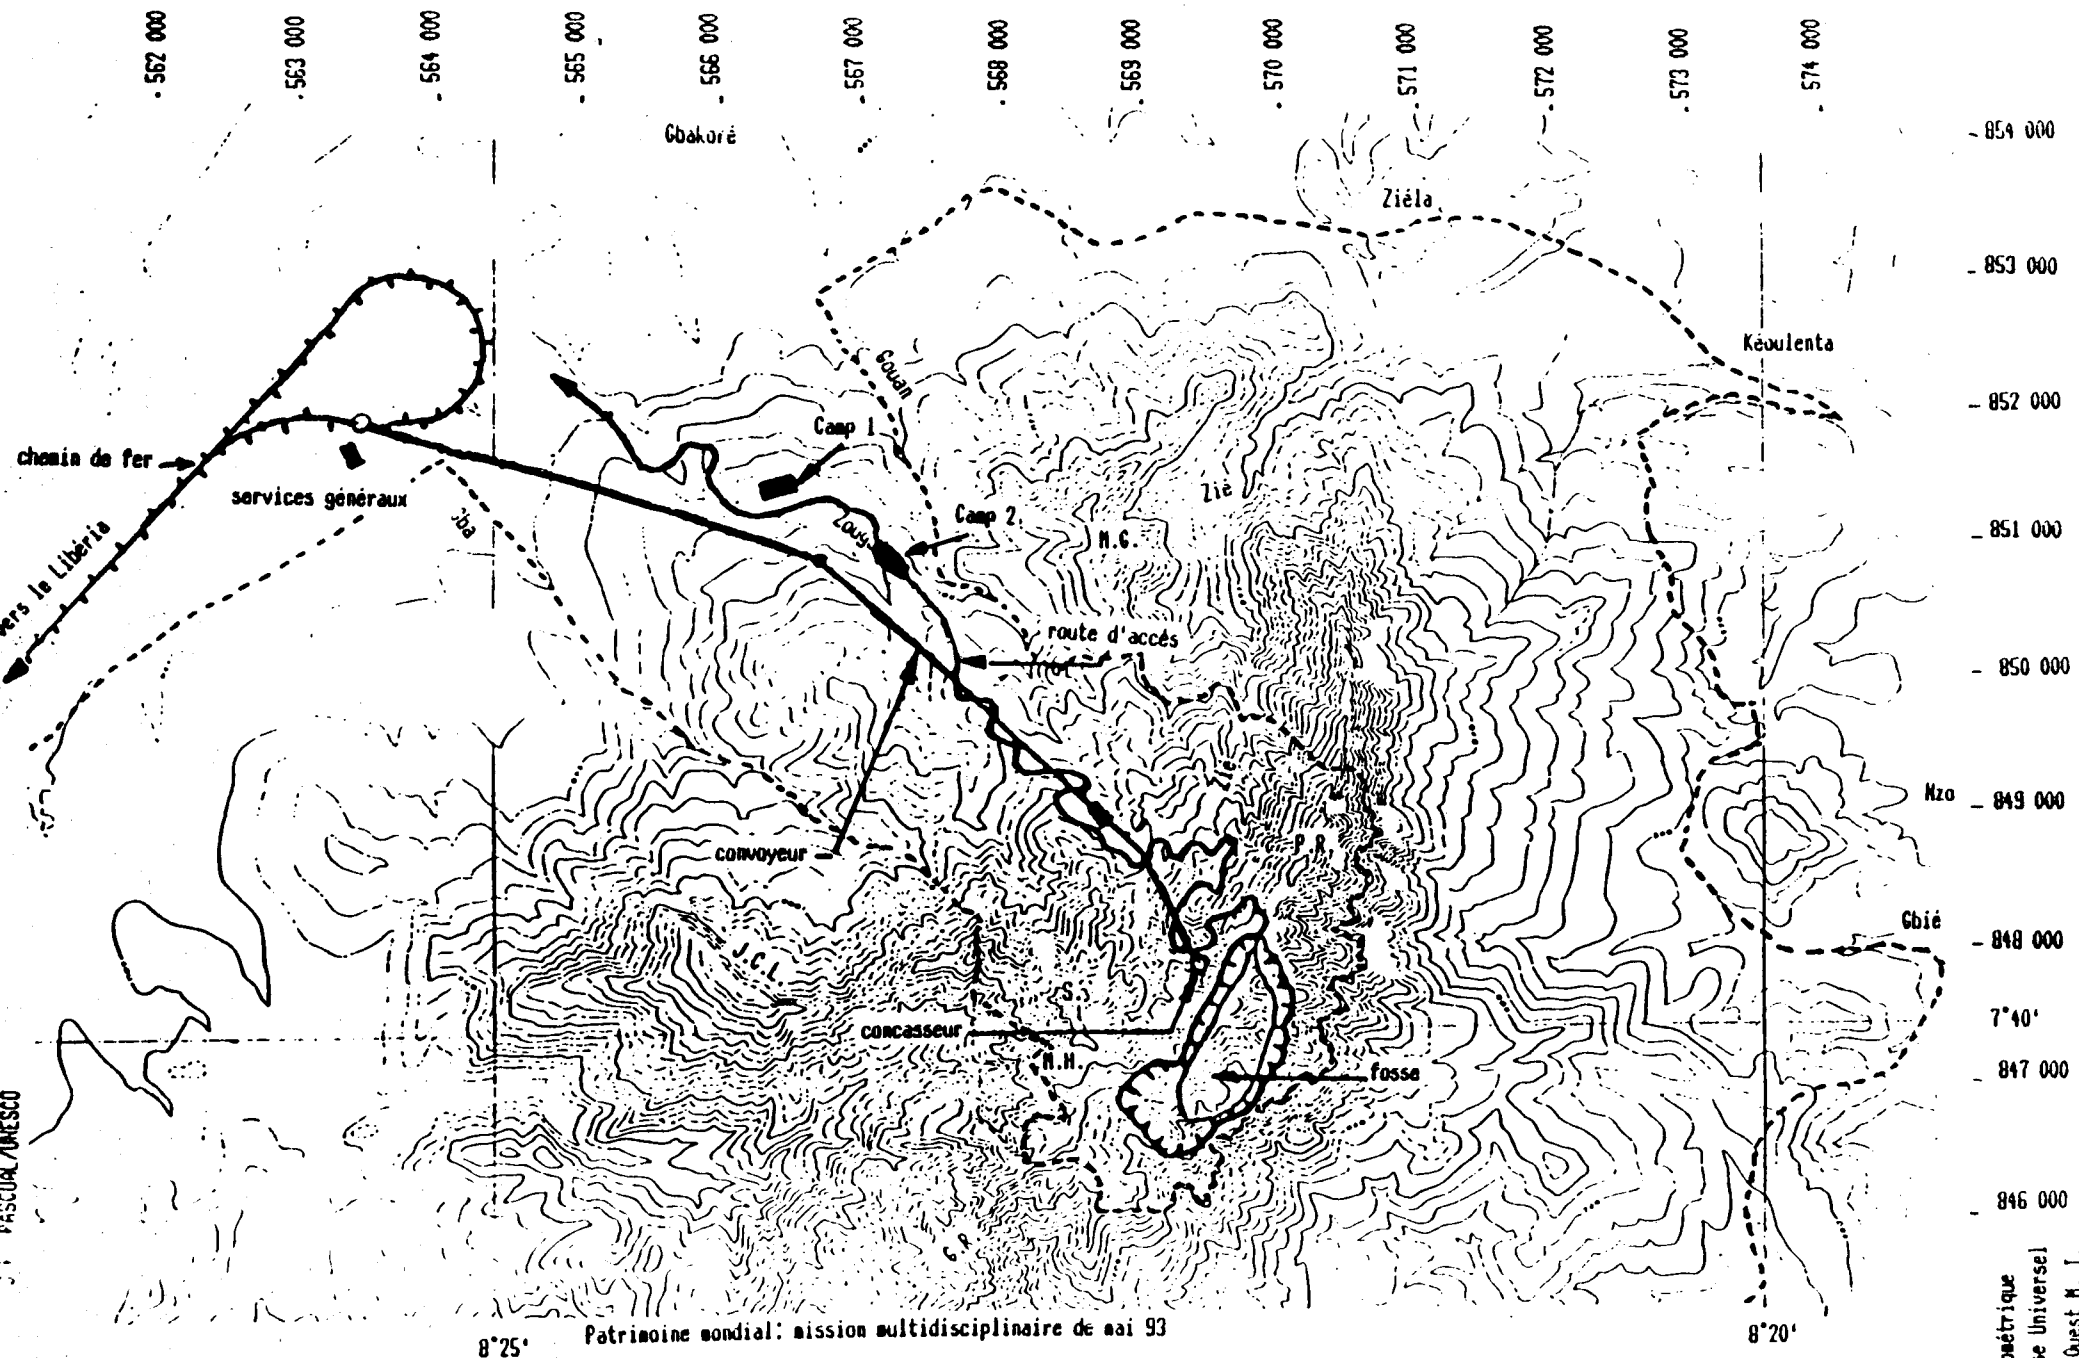 562 000
563 000
564 000
565 000
566 000
567 000
568 000
569 000
570 000
571 000
572 000
573 000
574 000
854 000
Gbakoré
Ziéla
853 000
Kéoulenta
Gouan
852 000
Camp 1
chemin de fer
services généraux
Zié
Camp 2
Zoug
M.G.
851 000
vers le Libéria
route d'accés
850 000
Nzo
849 000
convoyeur
P.R.
Gbié
848 000
J.C.L.
S.
concasseur
7°40'
M.H.
fosse
847 000
PASCUAL/UNESCO
846 000
G.R.
8°25'
Patrimoine mondial: mission multidisciplinaire de mai 93
8°20'
Universel